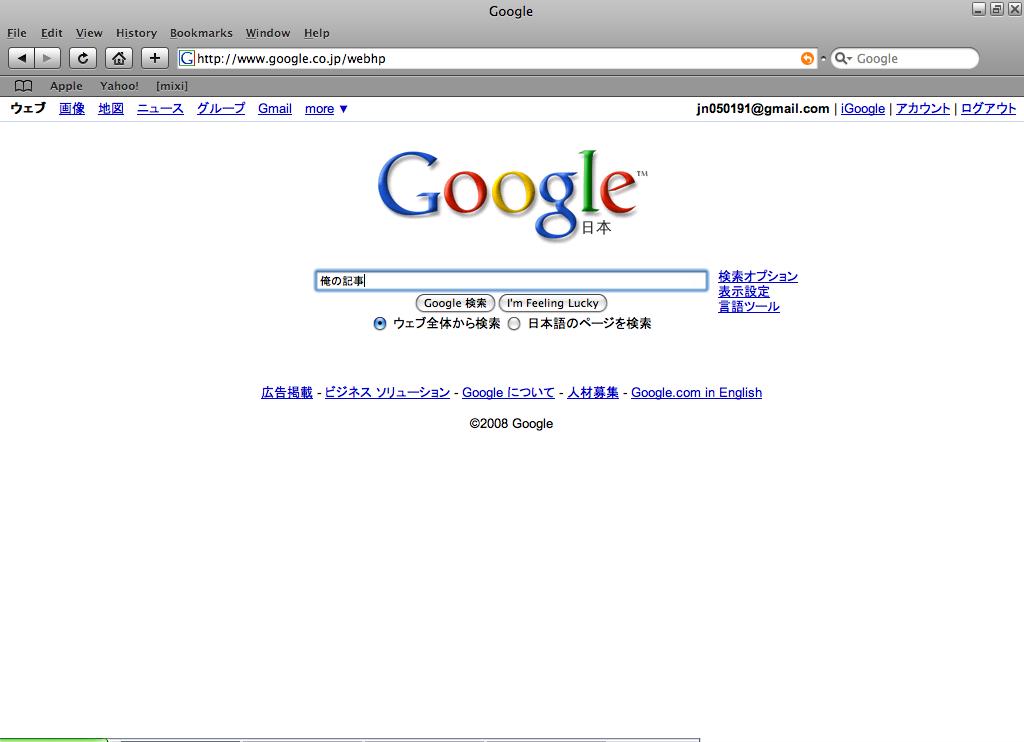 Google
File Edit View History Bookmarks Window Help
http://www.google.co.jp/webhp Google
Apple Yahoo! [mixi]
ウェブ 画像 地図 ニュース グループ Gmail more ▼ jn050191@gmail.com | iGoogle | アカウント | ログアウト
Google™
日本
俺の記事 検索オプション
表示設定
言語ツール
Google 検索 I'm Feeling Lucky
ウェブ全体から検索 日本語のページを検索
広告掲載 - ビジネス ソリューション - Google について - 人材募集 - Google.com in English
©2008 Google